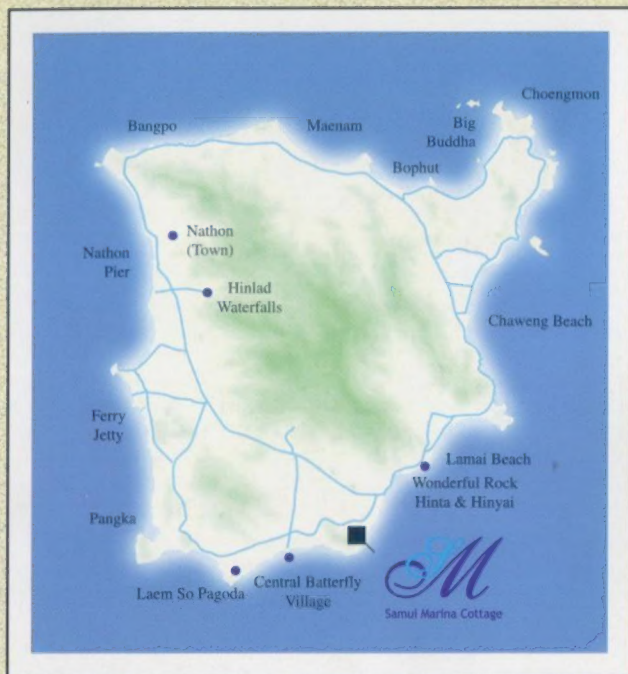 Choengmon
Bangpo
Maenam
Big
Buddha
Bophut
Nathon
(Town)
Nathon
Pier
Hinlad
Waterfalls
Chaweng Beach
Ferry
Jetty
Lamai Beach
Wonderful Rock
Hinta & Hinyai
Pangka
Central Batterfly
Village
Laem So Pagoda
SM
Samui Marina Cottage